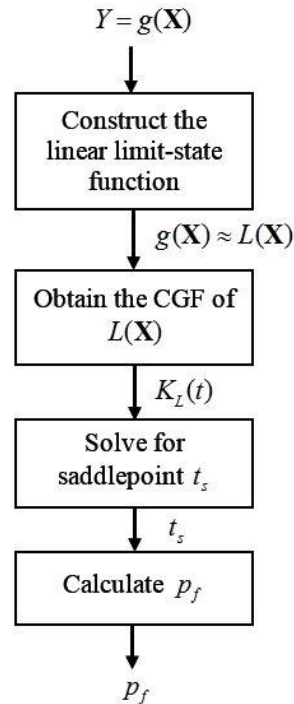 Y = g(X)
Construct the
linear limit-state
function
g(X) ≈ L(X)
Obtain the CGF of
L(X)
K_L(t)
Solve for
saddlepoint t_s
t_s
Calculate p_f
p_f